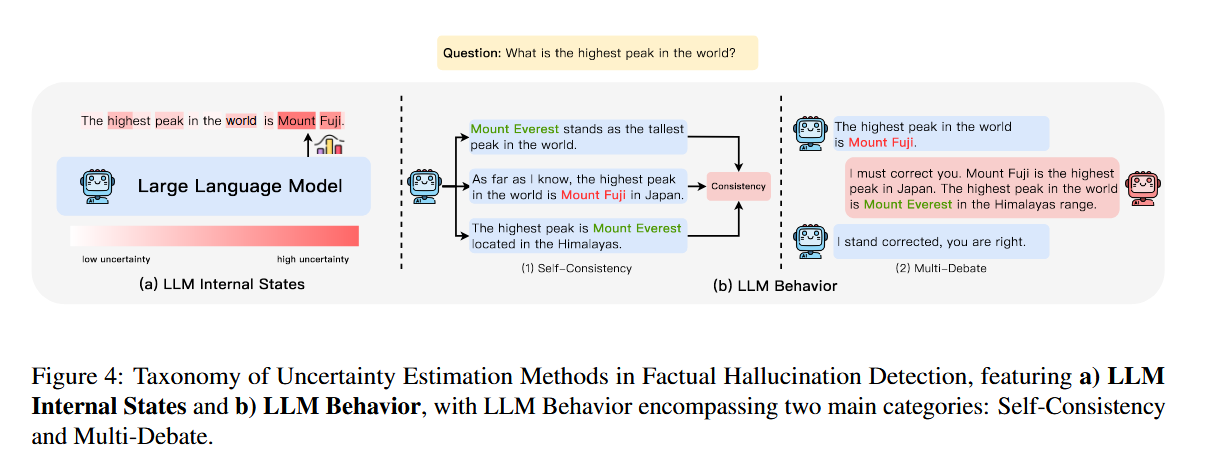 Question: What is the highest peak in the world?
The highest peak in the world is Mount Fuji.
Large Language Model
low uncertainty
high uncertainty
(a) LLM Internal States
Mount Everest stands as the tallest
peak in the world.
As far as I know, the highest peak
in the world is Mount Fuji in Japan.
The highest peak is Mount Everest
located in the Himalayas.
Consistency
(1) Self-Consistency
The highest peak in the world
is Mount Fuji.
I must correct you. Mount Fuji is the highest
peak in Japan. The highest peak in the world
is Mount Everest in the Himalayas range.
I stand corrected, you are right.
(2) Multi-Debate
(b) LLM Behavior
Figure 4: Taxonomy of Uncertainty Estimation Methods in Factual Hallucination Detection, featuring a) LLM
Internal States and b) LLM Behavior, with LLM Behavior encompassing two main categories: Self-Consistency
and Multi-Debate.